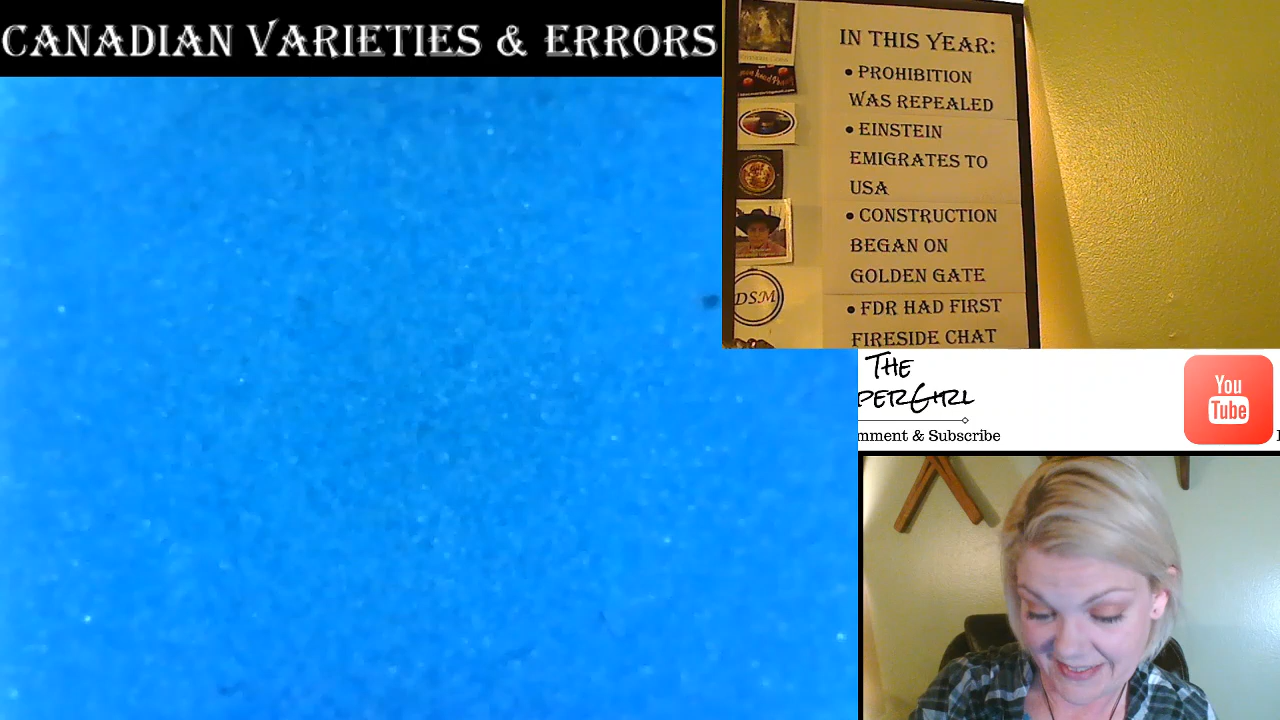 CANADIAN VARIETIES & ERRORS
IN THIS YEAR:
• PROHIBITION
WAS REPEALED
• EINSTEIN
EMIGRATES TO
USA
• CONSTRUCTION
BEGAN ON
GOLDEN GATE
• FDR HAD FIRST
FIRESIDE CHAT
DSM
THE
PERGIRL
mment & Subscribe
You
Tube